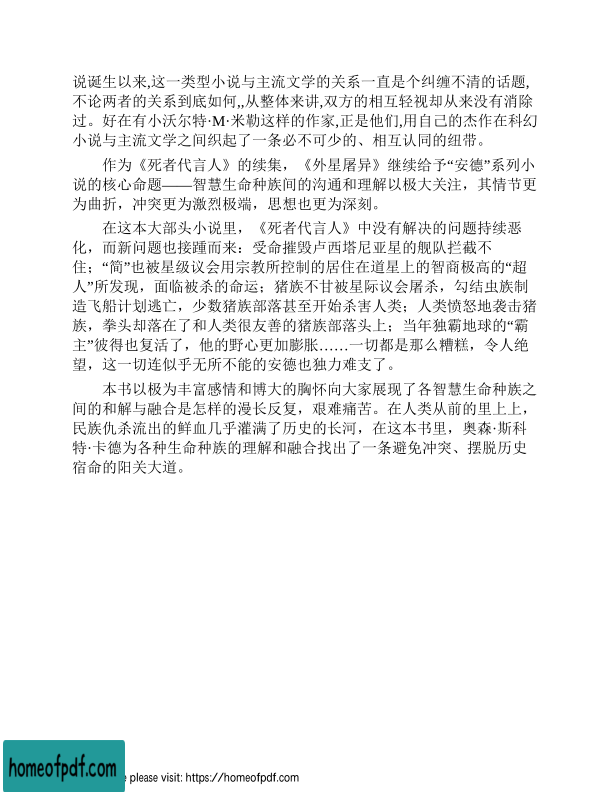 说诞生以来,这一类型小说与主流文学的关系一直是个纠缠不清的话题,
不论两者的关系到底如何,,从整体来讲,双方的相互轻视却从来没有消除
过。好在有小沃尔特·M·米勒这样的作家,正是他们,用自己的杰作在科幻
小说与主流文学之间织起了一条必不可少的、相互认同的纽带。
作为《死者代言人》的续集，《外星屠异》继续给予“安德”系列小
说的核心命题——智慧生命种族间的沟通和理解以极大关注，其情节更
为曲折，冲突更为激烈极端，思想也更为深刻。
在这本大部头小说里，《死者代言人》中没有解决的问题持续恶
化，而新问题也接踵而来：受命摧毁卢西塔尼亚星的舰队拦截不
住；“简”也被星级议会用宗教所控制的居住在道星上的智商极高的“超
人”所发现，面临被杀的命运；猪族不甘被星际议会屠杀，勾结虫族制
造飞船计划逃亡，少数猪族部落甚至开始杀害人类；人类愤怒地袭击猪
族，拳头却落在了和人类很友善的猪族部落头上；当年独霸地球的“霸
主”彼得也复活了，他的野心更加膨胀……一切都是那么糟糕，令人绝
望，这一切连似乎无所不能的安德也独力难支了。
本书以极为丰富感情和博大的胸怀向大家展现了各智慧生命种族之
间的和解与融合是怎样的漫长反复，艰难痛苦。在人类从前的里上上，
民族仇杀流出的鲜血几乎灌满了历史的长河，在这本书里，奥森·斯科
特·卡德为各种生命种族的理解和融合找出了一条避免冲突、摆脱历史
宿命的阳关大道。
homeofpdf.com
please visit: https://homeofpdf.com